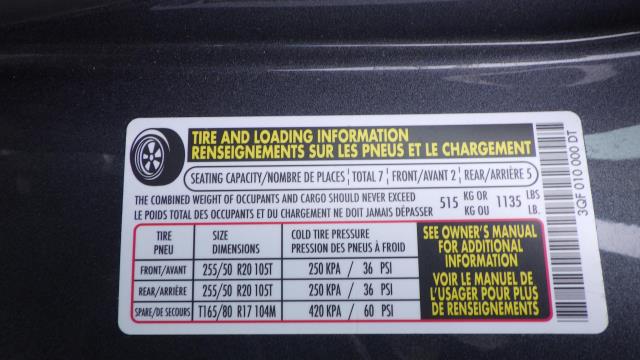 TIRE AND LOADING INFORMATION
RENSEIGNEMENTS SUR LES PNEUS ET LE CHARGEMENT
SEATING CAPACITY/NOMBRE DE PLACES TOTAL 7 FRONT/AVANT 2 REAR/ARRIÈRE 5
THE COMBINED WEIGHT OF OCCUPANTS AND CARGO SHOULD NEVER EXCEED 515 KG OR 1135 LBS
LE POIDS TOTAL DES OCCUPANTS ET DU CHARGEMENT NE DOIT JAMAIS DÉPASSER KG OU LB.
TIRE SIZE COLD TIRE PRESSURE
PNEU DIMENSIONS PRESSION DES PNEUS À FROID
FRONT/AVANT 255/50 R20 105T 250 KPA / 36 PSI
REAR/ARRIÈRE 255/50 R20 105T 250 KPA / 36 PSI
SPARE/DE SECOURS T165/80 R17 104M 420 KPA / 60 PSI
SEE OWNER'S MANUAL
FOR ADDITIONAL
INFORMATION
VOIR LE MANUEL DE
L'USAGER POUR PLUS
DE RENSEIGNEMENTS
3QF 010 000 DT